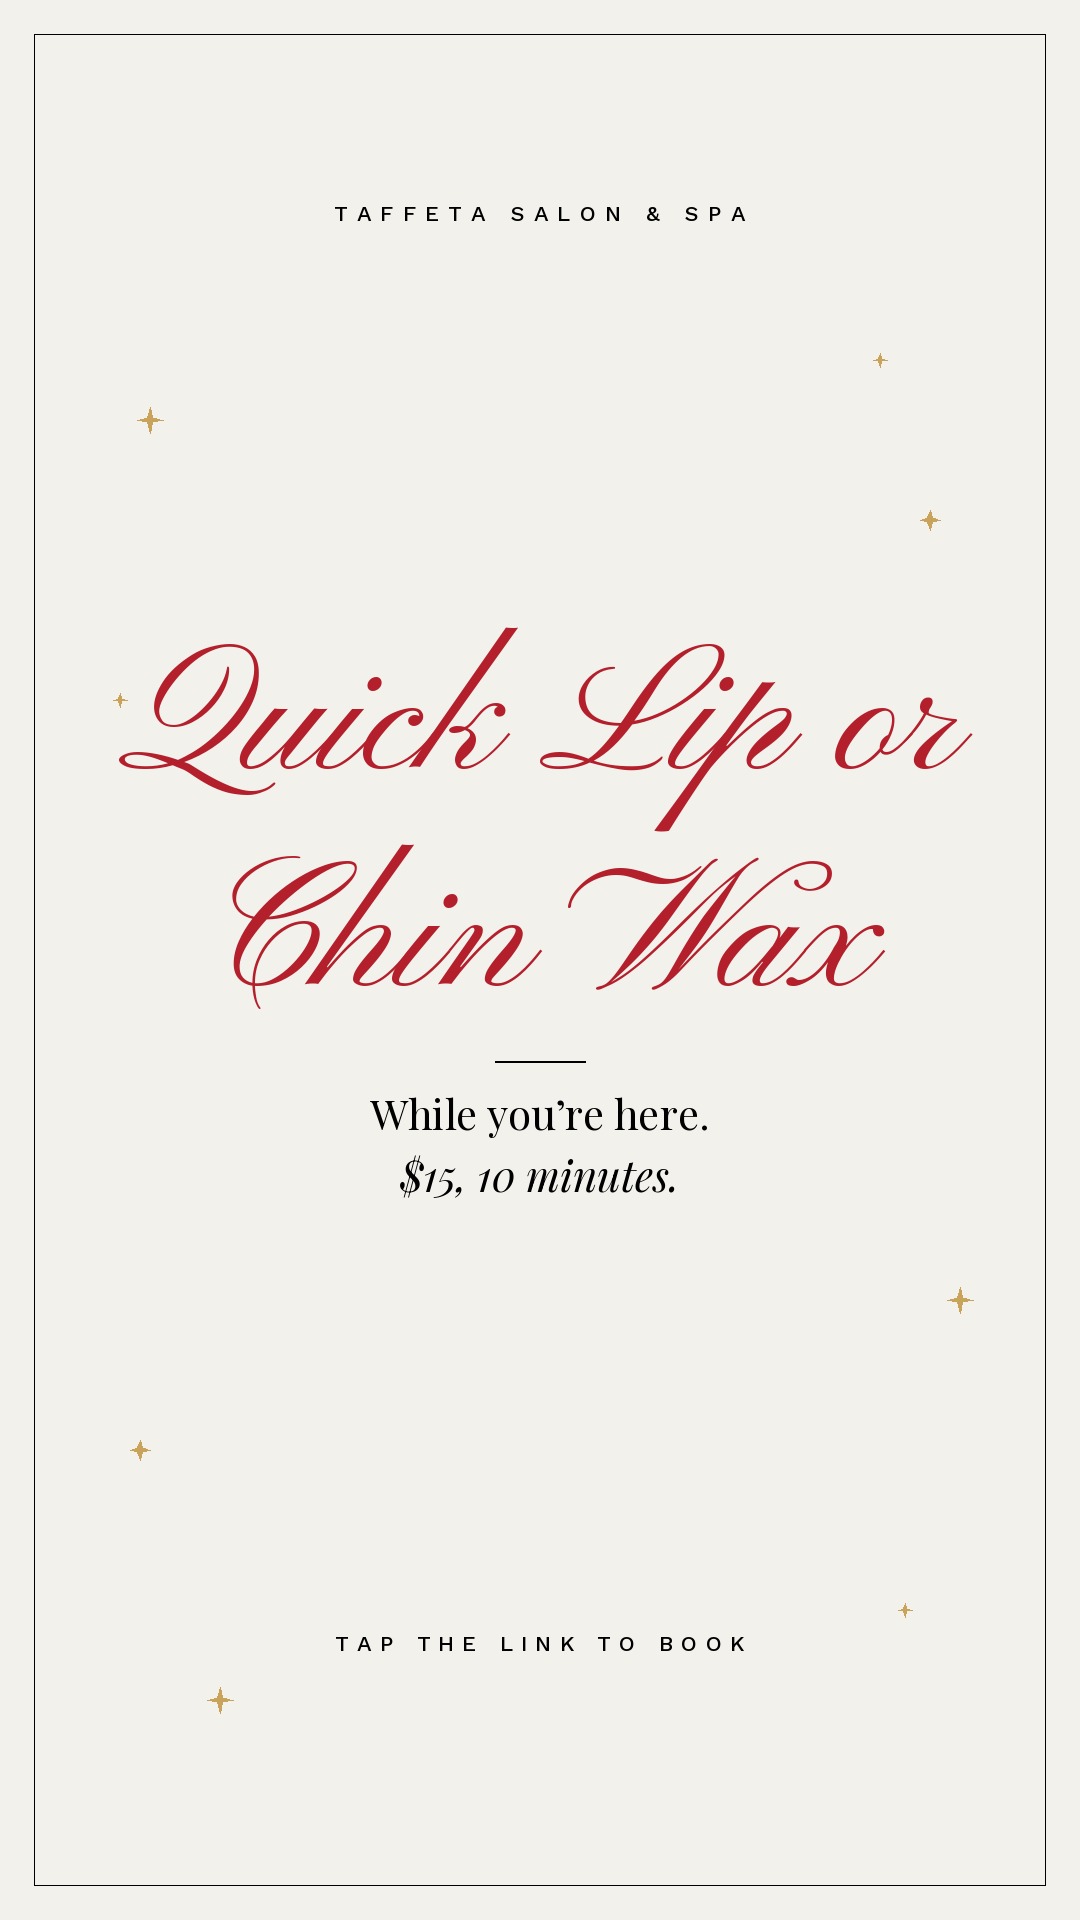 TAFFETA SALON & SPA
Quick Lip or
Chin Wax
While you’re here.
$15, 10 minutes.
TAP THE LINK TO BOOK